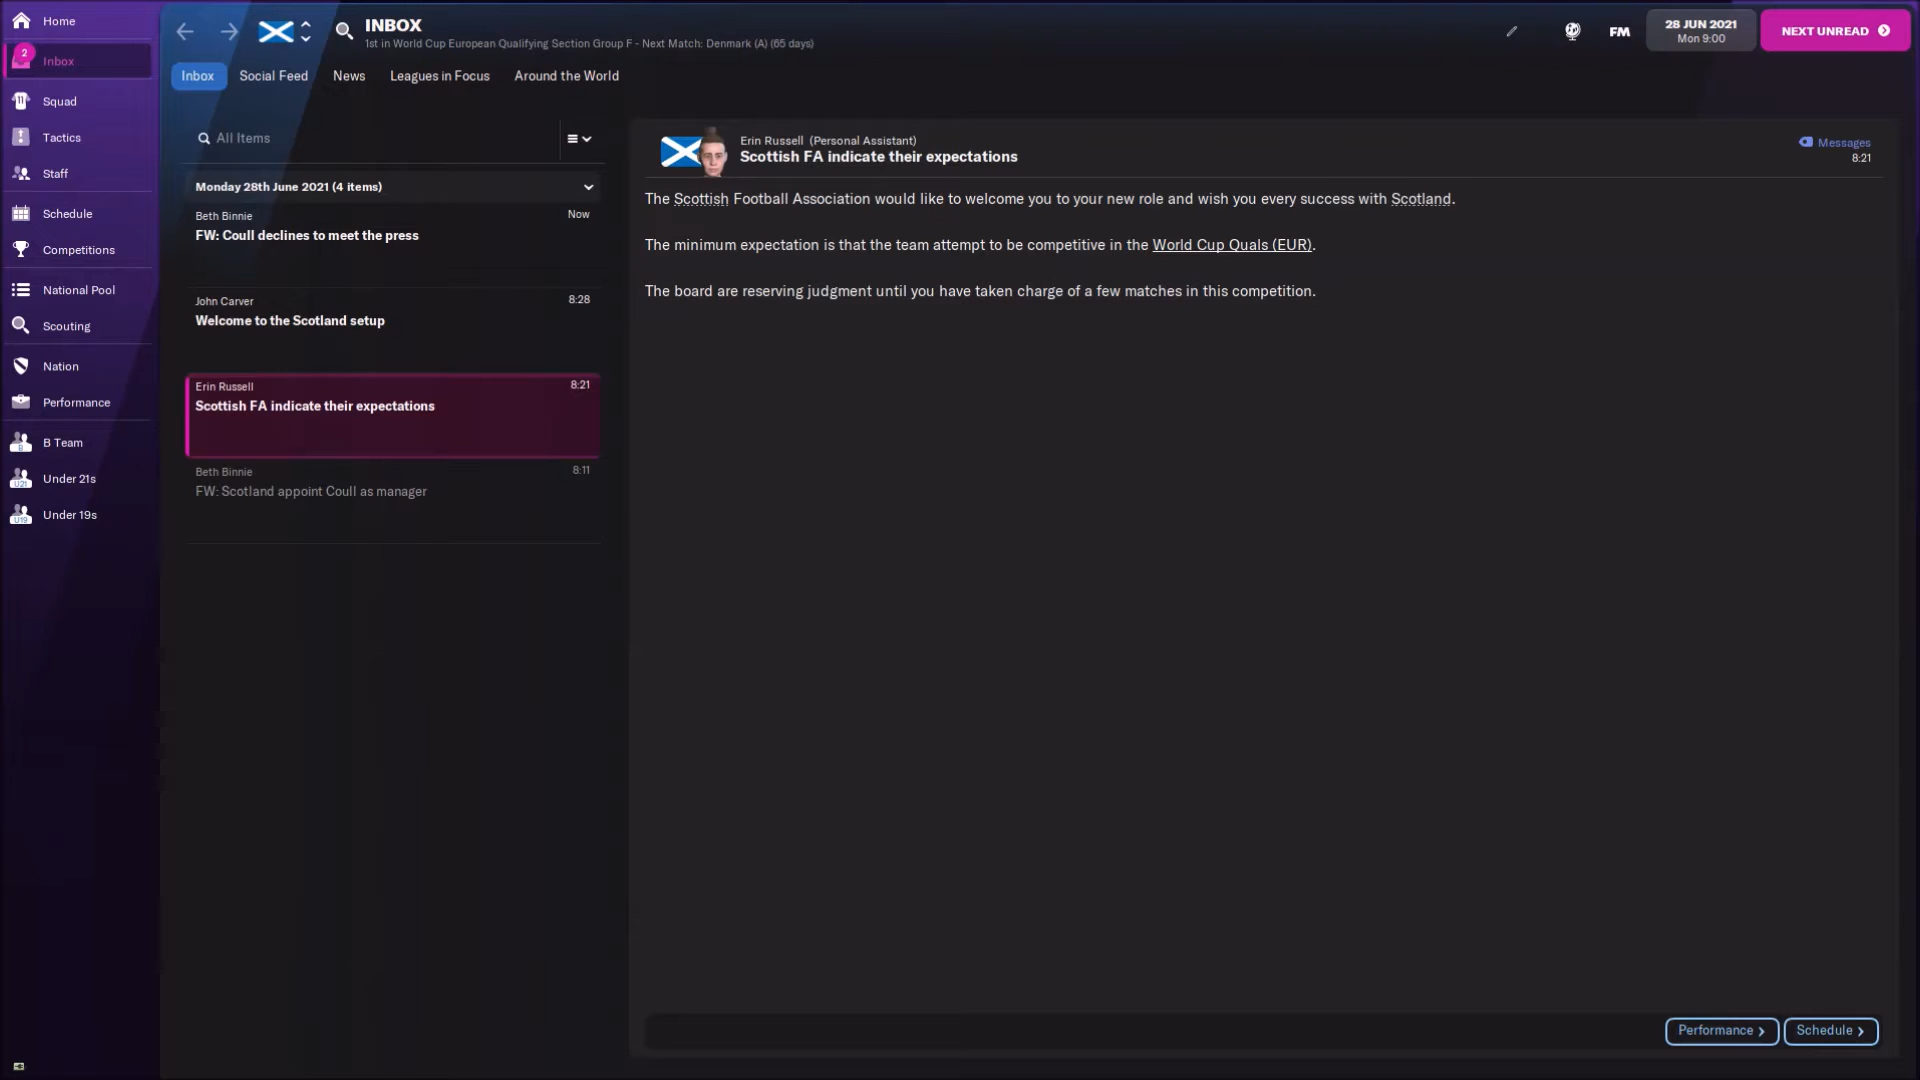 Home
2
Inbox
Squad
Tactics
Staff
Schedule
Competitions
National Pool
Scouting
Nation
Performance
B Team
Under 21s
Under 19s
INBOX
1st in World Cup European Qualifying Section Group F - Next Match: Denmark (A) (65 days)
FM
28 JUN 2021
Mon 9:00
NEXT UNREAD
Inbox
Social Feed
News
Leagues in Focus
Around the World
All Items
Monday 28th June 2021 (4 items)
Beth Binnie
Now
FW: Coull declines to meet the press
John Carver
8:28
Welcome to the Scotland setup
Erin Russell
8:21
Scottish FA indicate their expectations
Beth Binnie
8:11
FW: Scotland appoint Coull as manager
Erin Russell (Personal Assistant)
Scottish FA indicate their expectations
Messages
8:21
The Scottish Football Association would like to welcome you to your new role and wish you every success with Scotland.
The minimum expectation is that the team attempt to be competitive in the World Cup Quals (EUR).
The board are reserving judgment until you have taken charge of a few matches in this competition.
Performance
Schedule